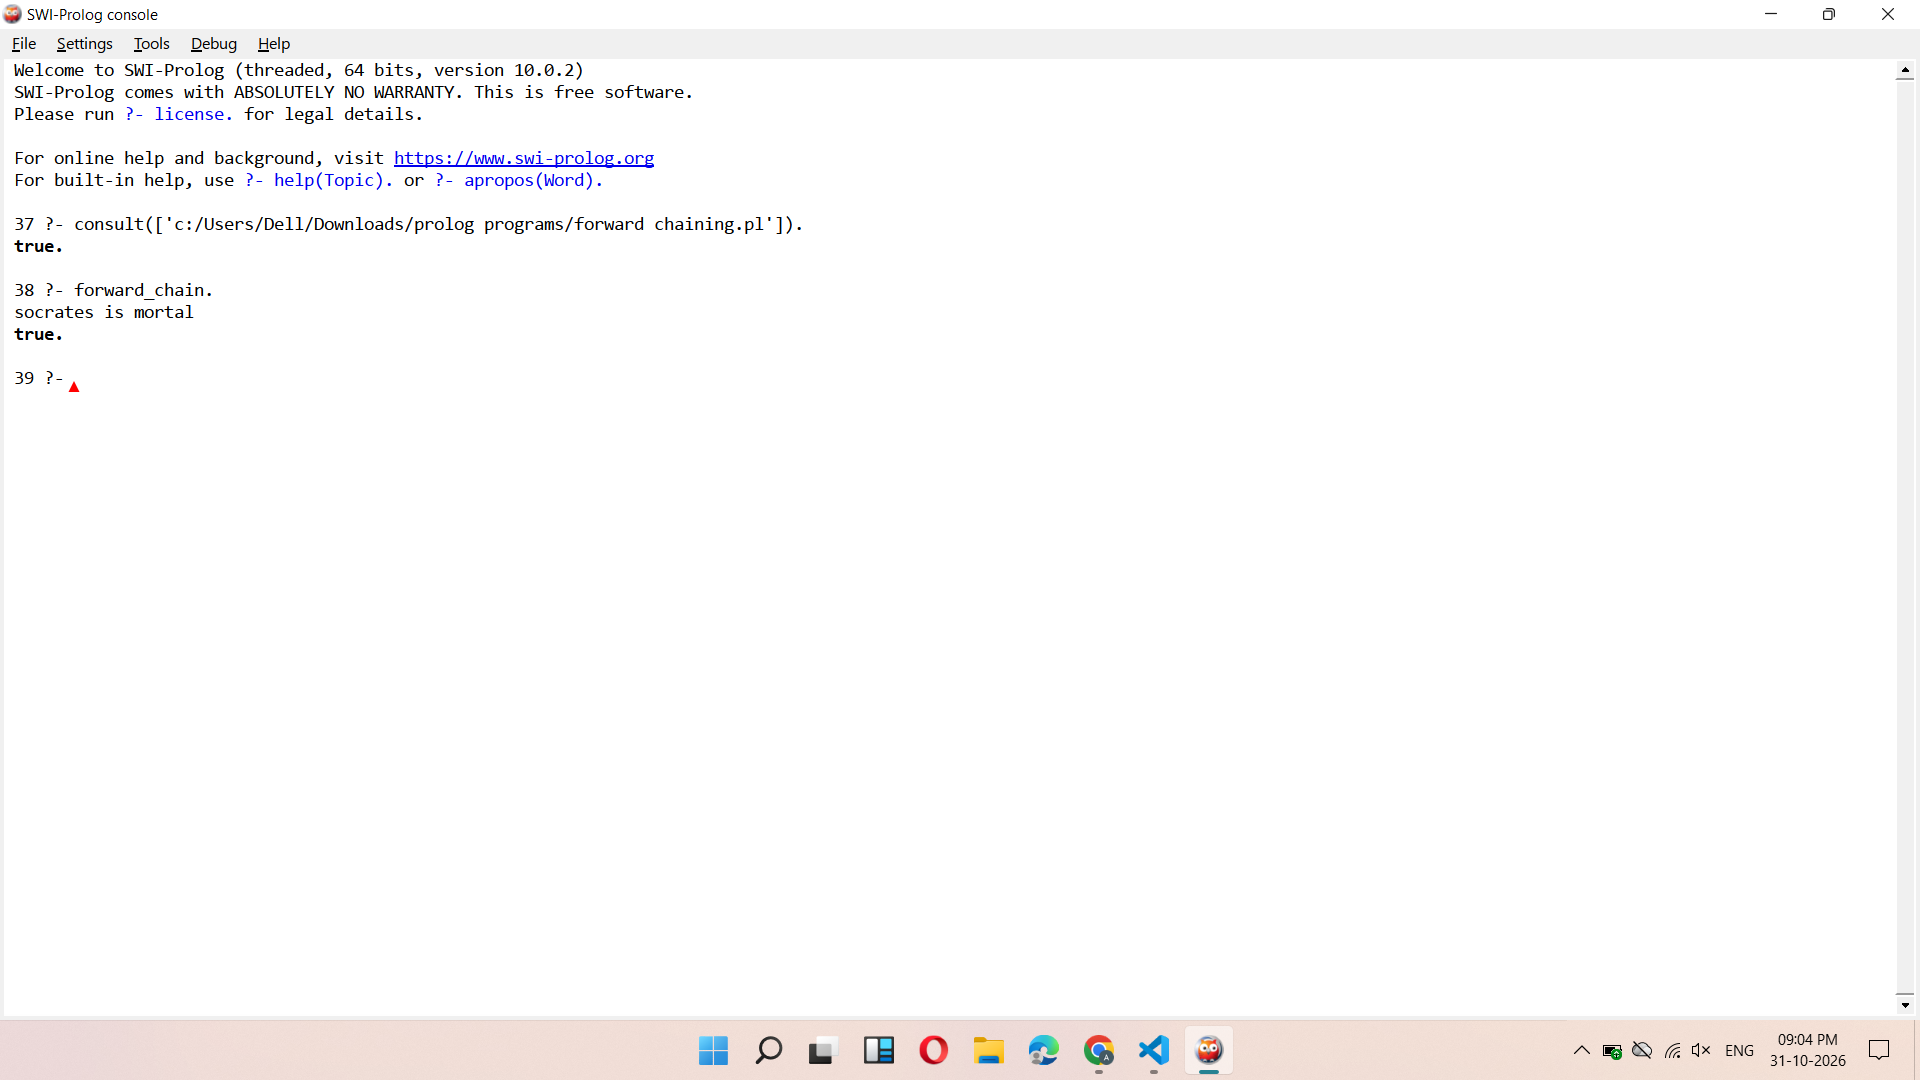 SWI-Prolog console
File Settings Tools Debug Help
Welcome to SWI-Prolog (threaded, 64 bits, version 10.0.2)
SWI-Prolog comes with ABSOLUTELY NO WARRANTY. This is free software.
Please run ?- license. for legal details.
For online help and background, visit https://www.swi-prolog.org
For built-in help, use ?- help(Topic). or ?- apropos(Word).
37 ?- consult(['c:/Users/Dell/Downloads/prolog programs/forward chaining.pl']).
true.
38 ?- forward_chain.
socrates is mortal
true.
39 ?-
A
ENG
09:04 PM
31-10-2026